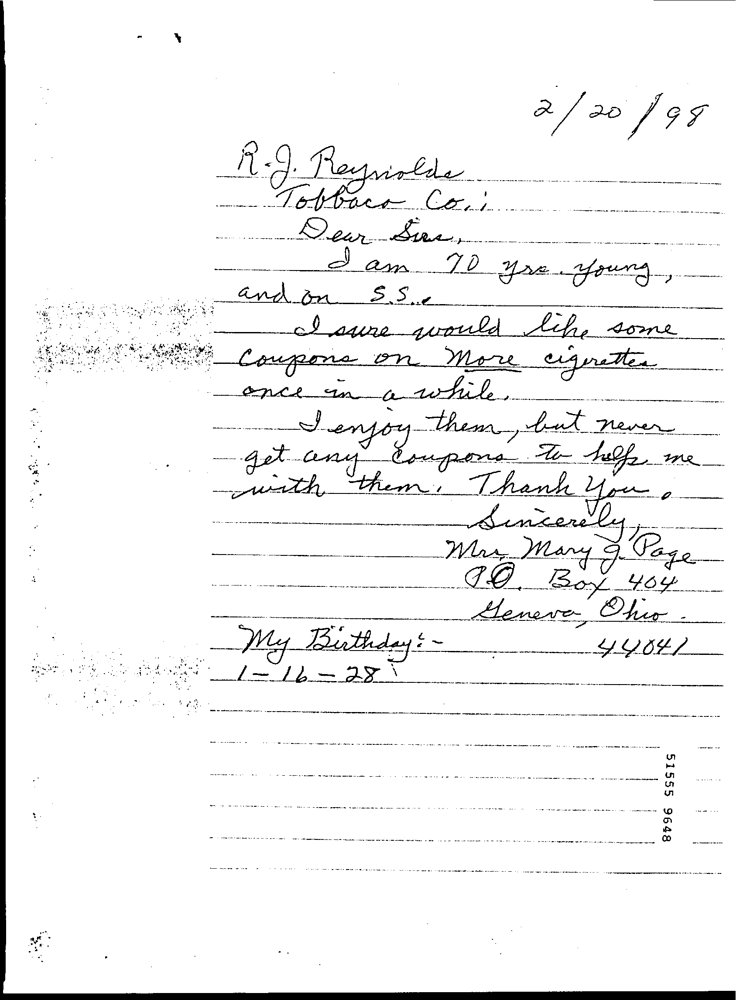 2/20/98
R.J. Reynolds
Tobbaco Co.;
Dear Sirs,
I am 70 yrs. young,
and on S.S..
I sure would like some
Coupons on More cigerettes
once in a while.
I enjoy them, but never
get any coupons to help me
with them. Thank You.
Sincerely,
Mrs. Mary J. Page
P.O. Box 404
Geneva, Ohio.
44041
My Birthday:-
1-16-28
51555 9648